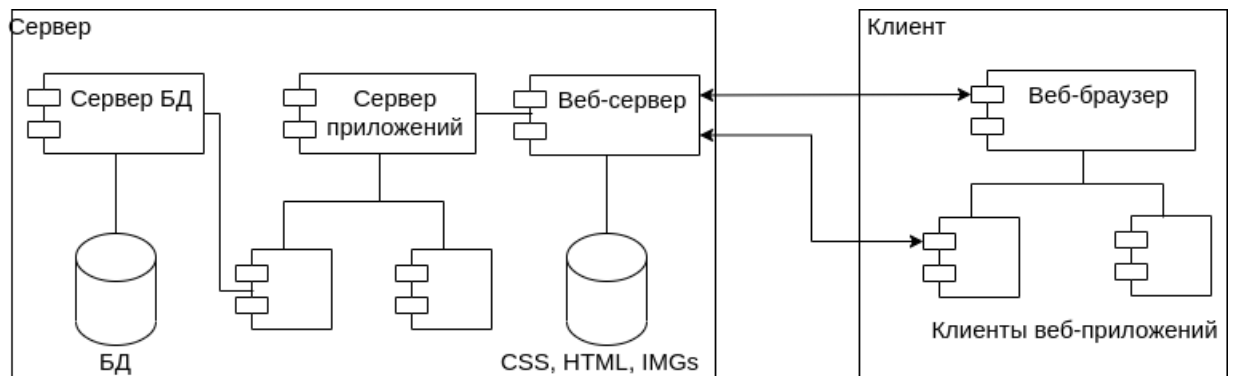 Сервер
Клиент
Сервер БД
Сервер
приложений
Веб-сервер
Веб-браузер
БД
CSS, HTML, IMGs
Клиенты веб-приложений